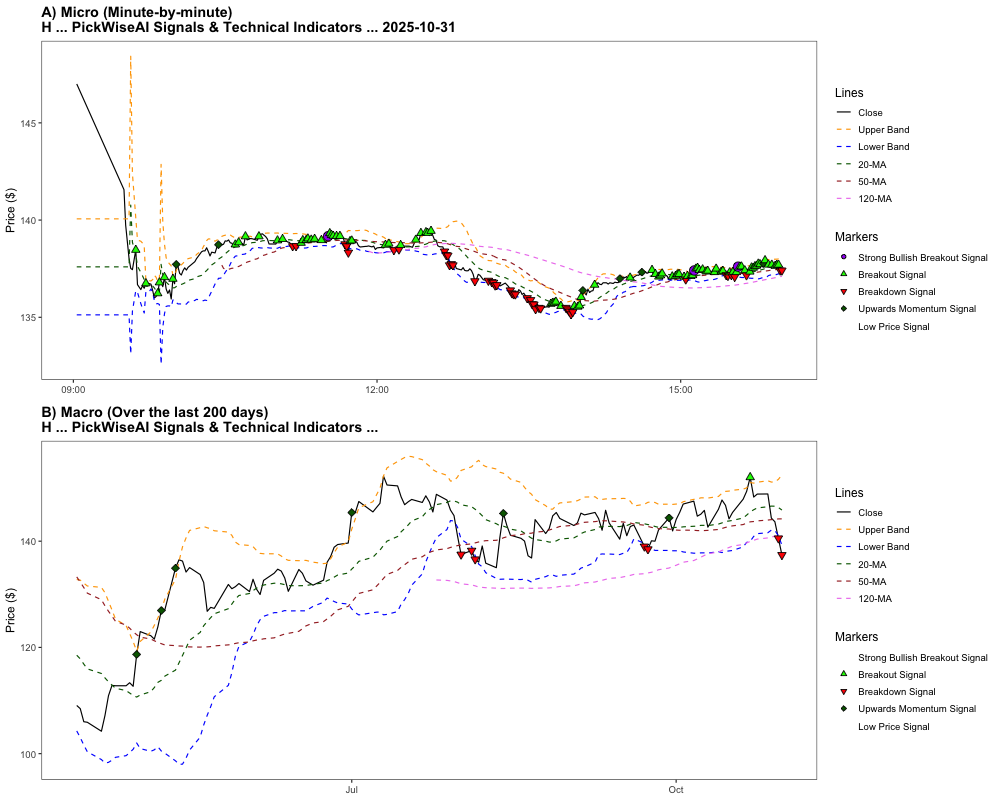 A) Micro (Minute-by-minute)
H ... PickWiseAI Signals & Technical Indicators ... 2025-10-31
Price ($)
145
140
135
09:00
12:00
15:00
Lines
Close
Upper Band
Lower Band
20-MA
50-MA
120-MA
Markers
Strong Bullish Breakout Signal
Breakout Signal
Breakdown Signal
Upwards Momentum Signal
Low Price Signal
B) Macro (Over the last 200 days)
H ... PickWiseAI Signals & Technical Indicators ...
Price ($)
140
120
100
Jul
Oct
Lines
Close
Upper Band
Lower Band
20-MA
50-MA
120-MA
Markers
Strong Bullish Breakout Signal
Breakout Signal
Breakdown Signal
Upwards Momentum Signal
Low Price Signal